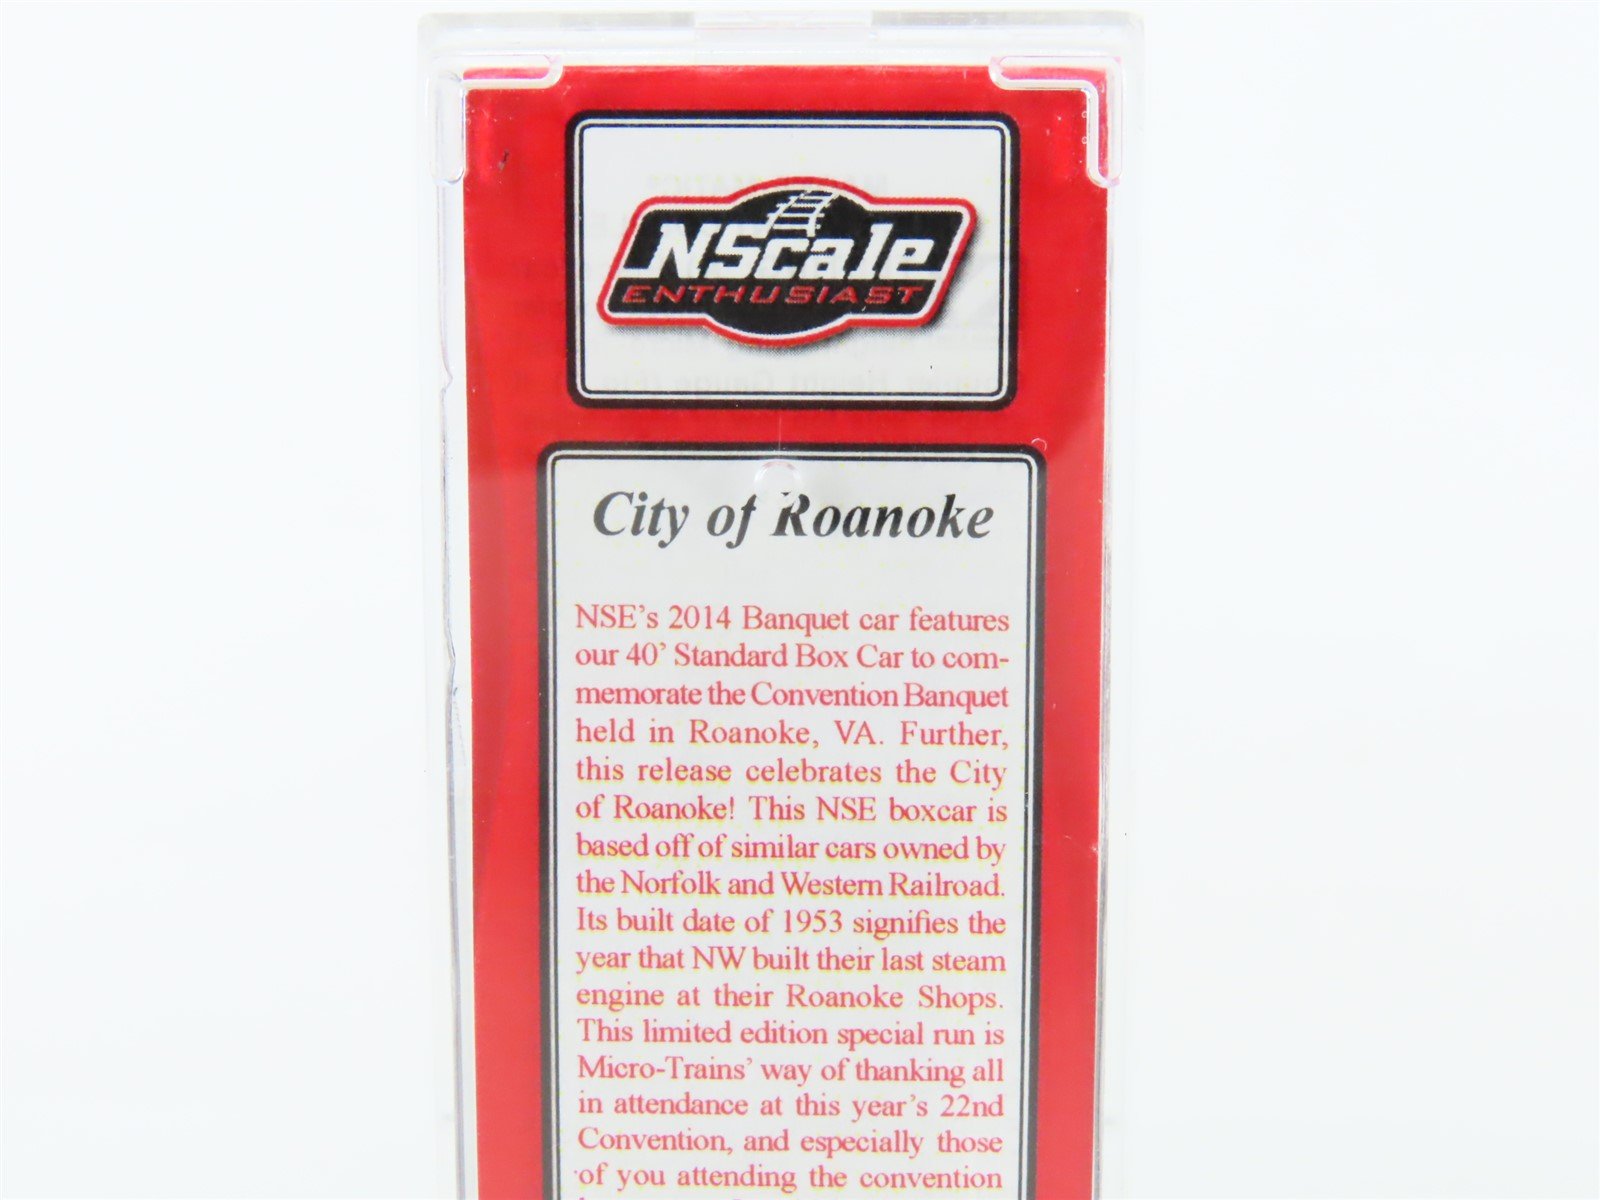 NScale
ENTHUSIAST
City of Roanoke
NSE's 2014 Banquet car features
our 40' Standard Box Car to com-
memorate the Convention Banquet
held in Roanoke, VA. Further,
this release celebrates the City
of Roanoke! This NSE boxcar is
based off of similar cars owned by
the Norfolk and Western Railroad.
Its built date of 1953 signifies the
year that NW built their last steam
engine at their Roanoke Shops.
This limited edition special run is
Micro-Trains' way of thanking all
in attendance at this year's 22nd
Convention, and especially those
of you attending the convention